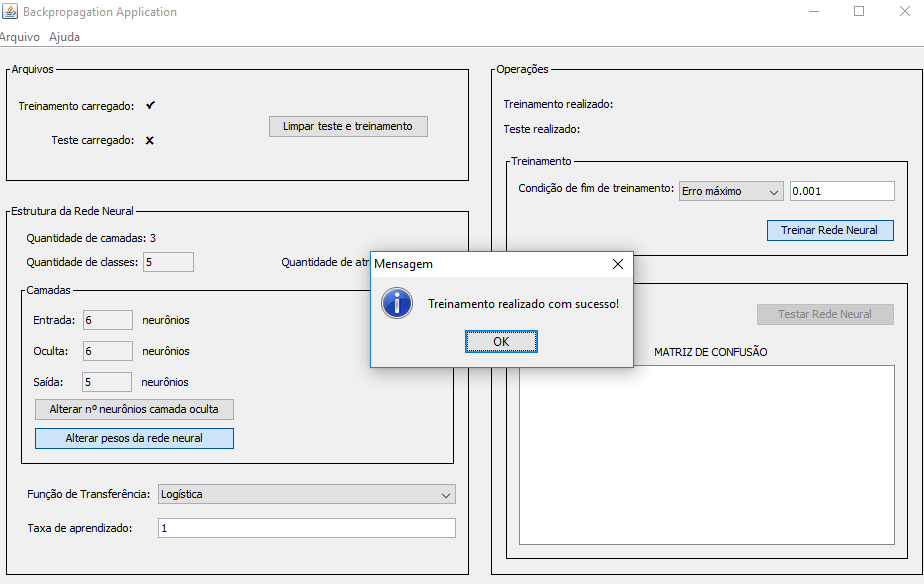 Backpropagation Application
Arquivo Ajuda
Arquivos
Treinamento carregado: ✔
Teste carregado: x
Limpar teste e treinamento
Estrutura da Rede Neural
Quantidade de camadas: 3
Quantidade de classes: 5
Quantidade de
Camadas
Entrada: 6 neurônios
Oculta: 6 neurônios
Saída: 5 neurônios
Alterar nº neurônios camada oculta
Alterar pesos da rede neural
Função de Transferência: Logística
Taxa de aprendizado: 1
Operações
Treinamento realizado:
Teste realizado:
Treinamento
Condição de fim de treinamento: Erro máximo 0.001
Treinar Rede Neural
Mensagem
Treinamento realizado com sucesso!
OK
Testar Rede Neural
MATRIZ DE CONFUSÃO